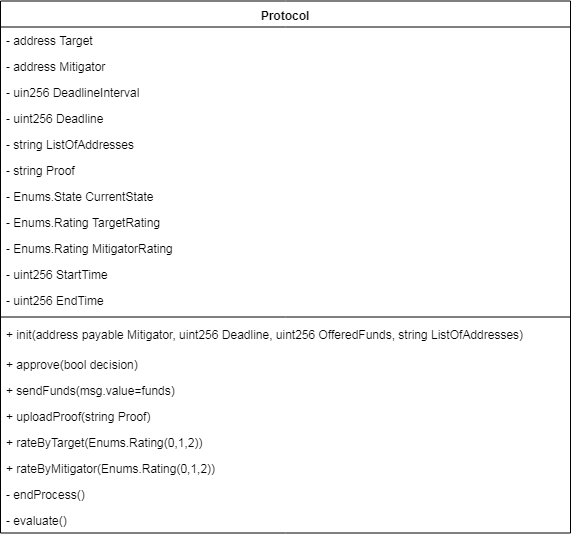 Protocol
- address Target
- address Mitigator
- uin256 DeadlineInterval
- uint256 Deadline
- string ListOfAddresses
- string Proof
- Enums.State CurrentState
- Enums.Rating TargetRating
- Enums.Rating MitigatorRating
- uint256 StartTime
- uint256 EndTime
+ init(address payable Mitigator, uint256 Deadline, uint256 OfferedFunds, string ListOfAddresses)
+ approve(bool decision)
+ sendFunds(msg.value=funds)
+ uploadProof(string Proof)
+ rateByTarget(Enums.Rating(0,1,2))
+ rateByMitigator(Enums.Rating(0,1,2))
- endProcess()
- evaluate()